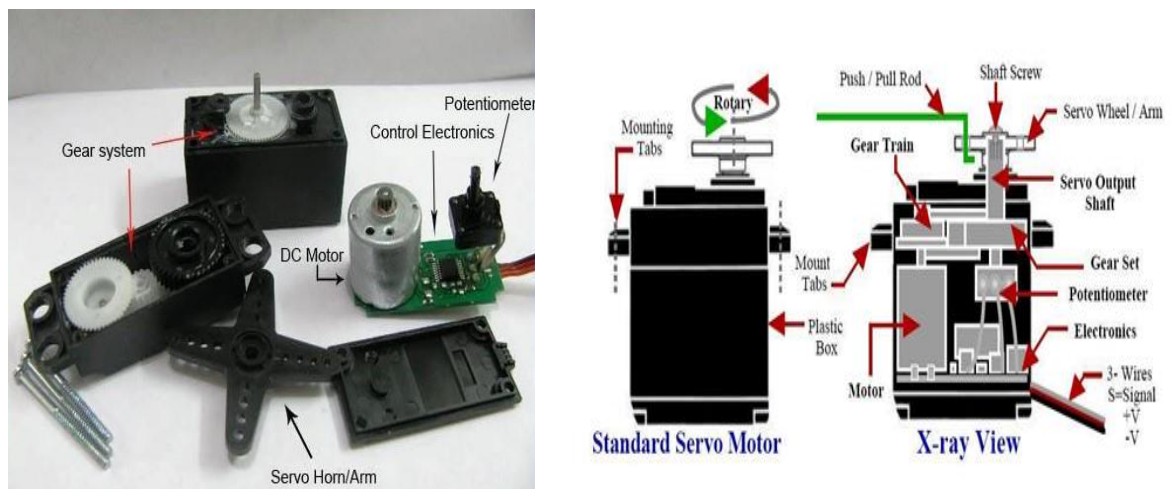 Gear system
Potentiometer
Control Electronics
DC Motor
Servo Horn/Arm
Mounting
Tabs
Rotary
Plastic
Box
Standard Servo Motor
Push / Pull Rod
Shaft Screw
Servo Wheel / Arm
Gear Train
Servo Output
Shaft
Mount
Tabs
Gear Set
Potentiometer
Electronics
Motor
3- Wires
S=Signal
+V
-V
X-ray View